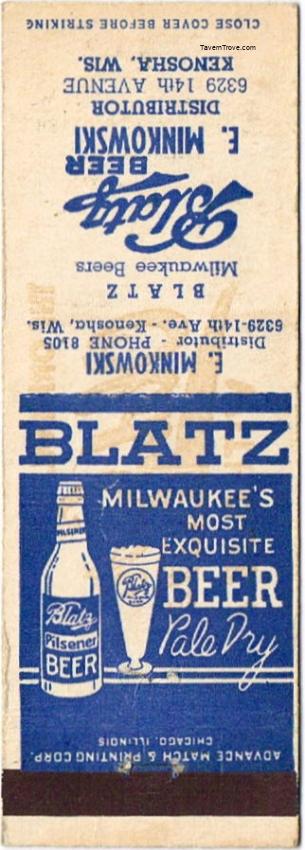 TavernTrove.com
CLOSE COVER BEFORE STRIKING
E. MINKOWSKI
Distributor - PHONE 8105
6329-14th Ave. - Kenosha, Wis.
BLATZ
Milwaukee Beers
Blatz
BEER
E. MINKOWSKI
DISTRIBUTOR
6329 14th AVENUE
KENOSHA, WIS.
BLATZ
MILWAUKEE'S
MOST
EXQUISITE
BEER
Pale Dry
PILSENER
Blatz
Pilsener
BEER
Blatz
ADVANCE MATCH & PRINTING CORP.
CHICAGO, ILLINOIS